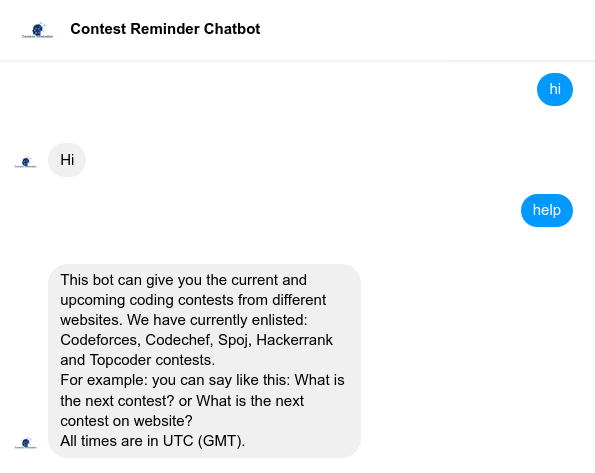 Contest Reminder Chatbot
hi
Hi
help
This bot can give you the current and
upcoming coding contests from different
websites. We have currently enlisted:
Codeforces, Codechef, Spoj, Hackerrank
and Topcoder contests.
For example: you can say like this: What is
the next contest? or What is the next
contest on website?
All times are in UTC (GMT).